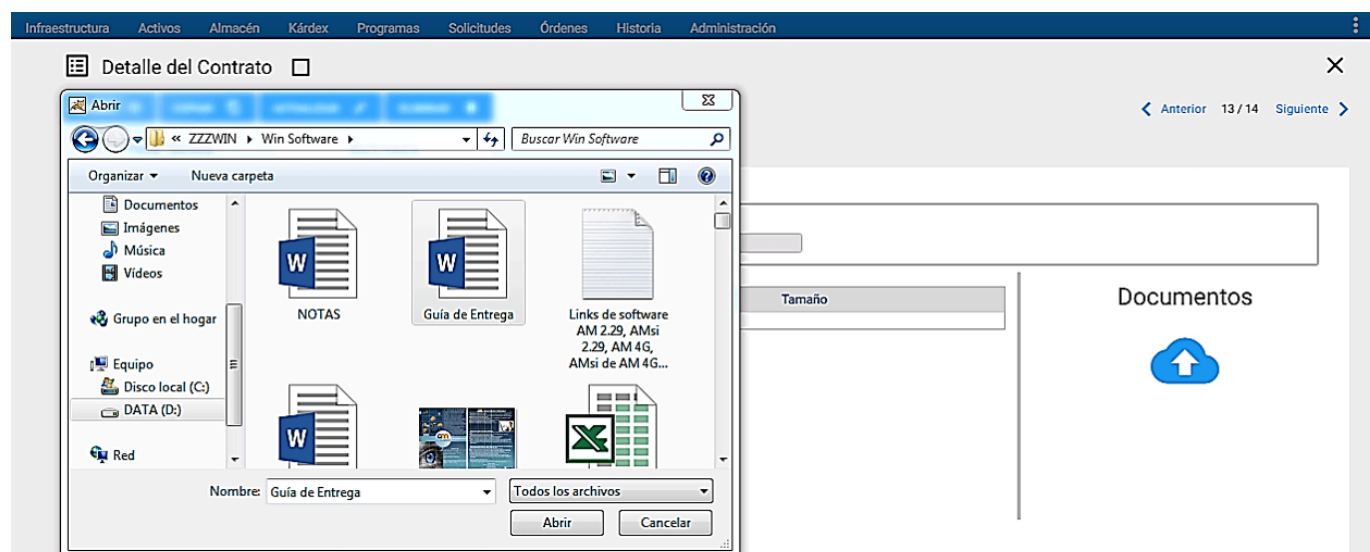 Infraestructura Activos Almacén Kárdex Programas Solicitudes Órdenes Historia Administración
Detalle del Contrato
Abrir
Anterior 13 / 14 Siguiente
« ZZZWIN Win Software
Buscar Win Software
Organizar Nueva carpeta
Documentos
Imágenes
Música
Vídeos
Grupo en el hogar
Equipo
Disco local (C:)
DATA (D:)
Red
NOTAS
Guía de Entrega
Links de software
AM 2.29, AMsi
2.29, AM 4G,
AMsi de AM 4G...
Tamaño
Documentos
Nombre: Guía de Entrega
Todos los archivos
Abrir Cancelar